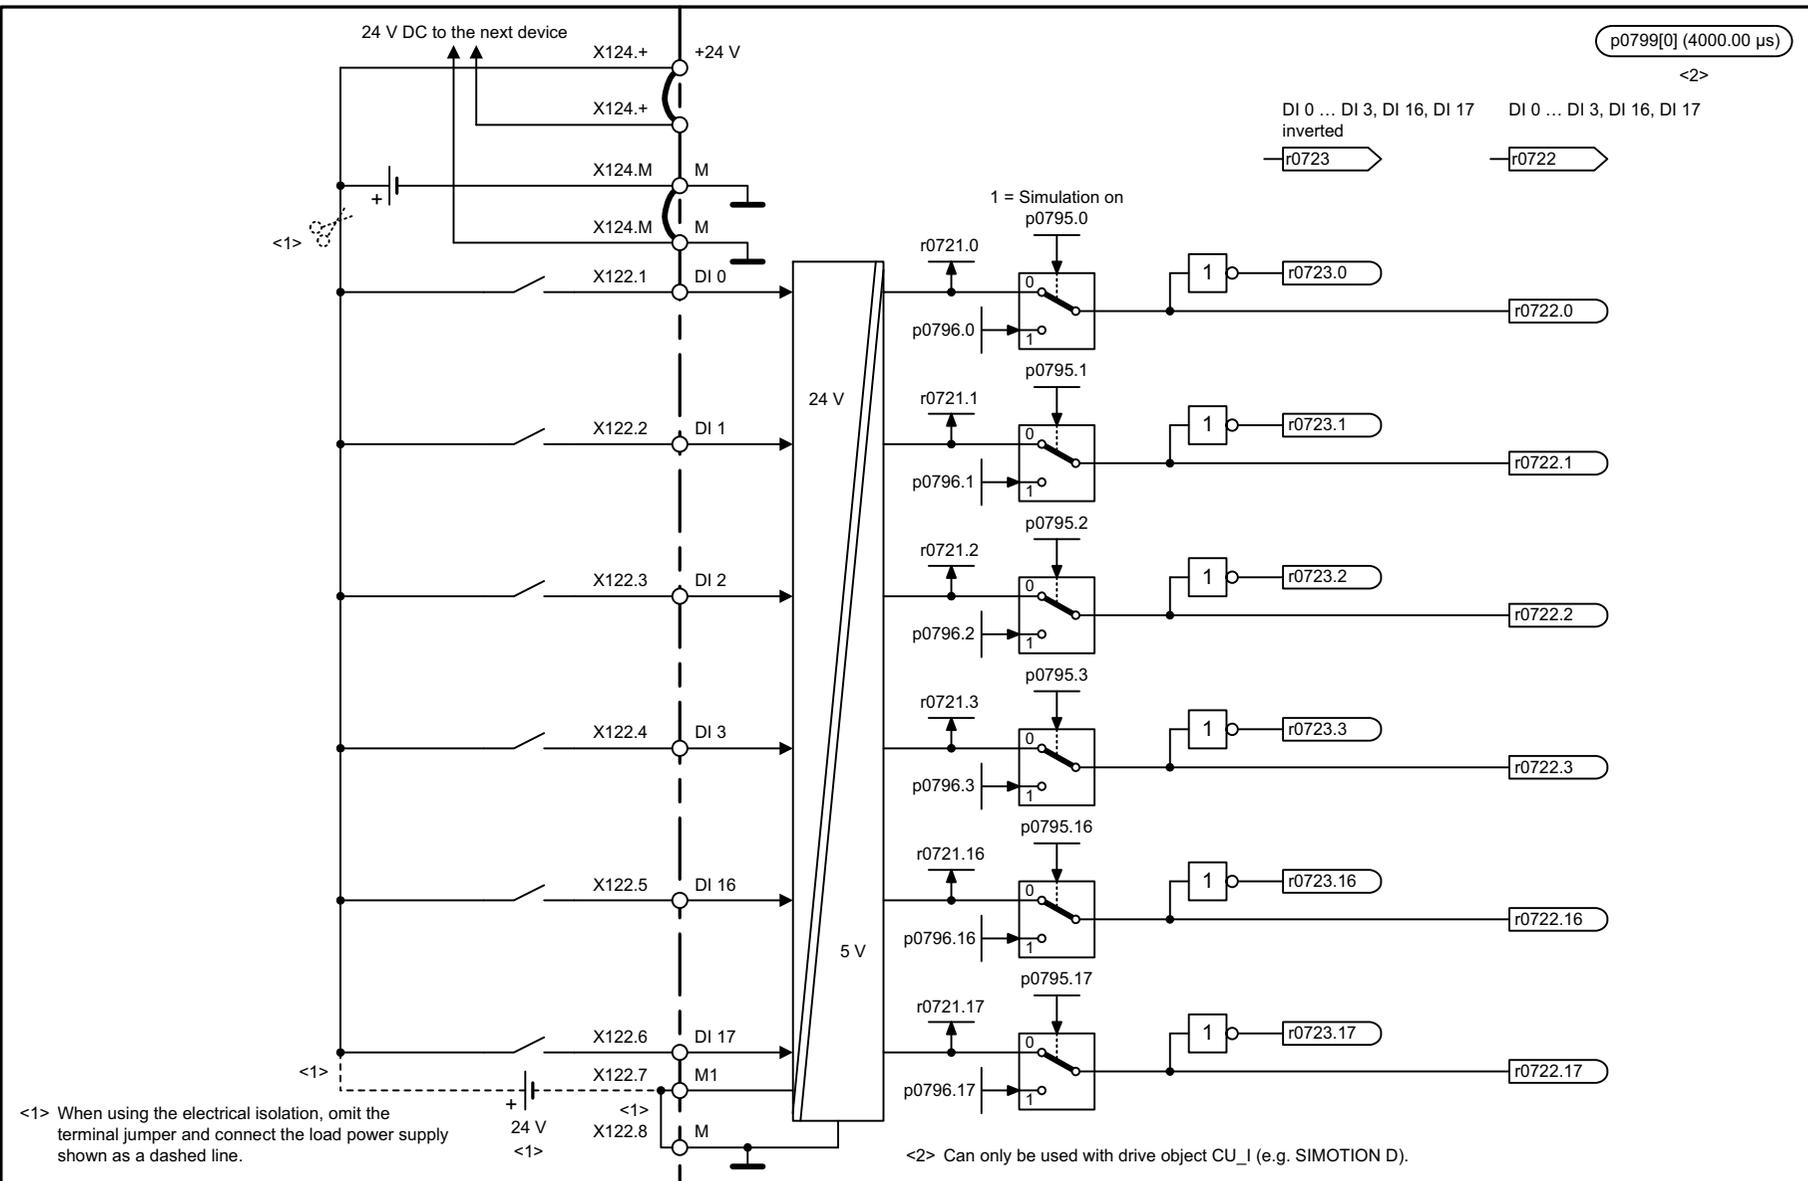 24 V DC to the next device
X124.+
+24 V
p0799[0] (4000.00 µs)
<2>
X124.+
DI 0 … DI 3, DI 16, DI 17
inverted
DI 0 … DI 3, DI 16, DI 17
r0723
r0722
X124.M
M
+
1 = Simulation on
p0795.0
<1>
X124.M
M
r0721.0
X122.1
DI 0
0
1
r0723.0
r0722.0
p0796.0
1
p0795.1
24 V
r0721.1
X122.2
DI 1
0
1
r0723.1
r0722.1
p0796.1
1
p0795.2
r0721.2
X122.3
DI 2
0
1
r0723.2
r0722.2
p0796.2
1
p0795.3
r0721.3
X122.4
DI 3
0
1
r0723.3
r0722.3
p0796.3
1
p0795.16
r0721.16
X122.5
DI 16
0
1
r0723.16
r0722.16
p0796.16
1
5 V
p0795.17
r0721.17
X122.6
DI 17
0
1
r0723.17
r0722.17
<1>
X122.7
M1
p0796.17
1
+
24 V
<1>
<1>
X122.8
M
<1> When using the electrical isolation, omit the
terminal jumper and connect the load power supply
shown as a dashed line.
<2> Can only be used with drive object CU_I (e.g. SIMOTION D).